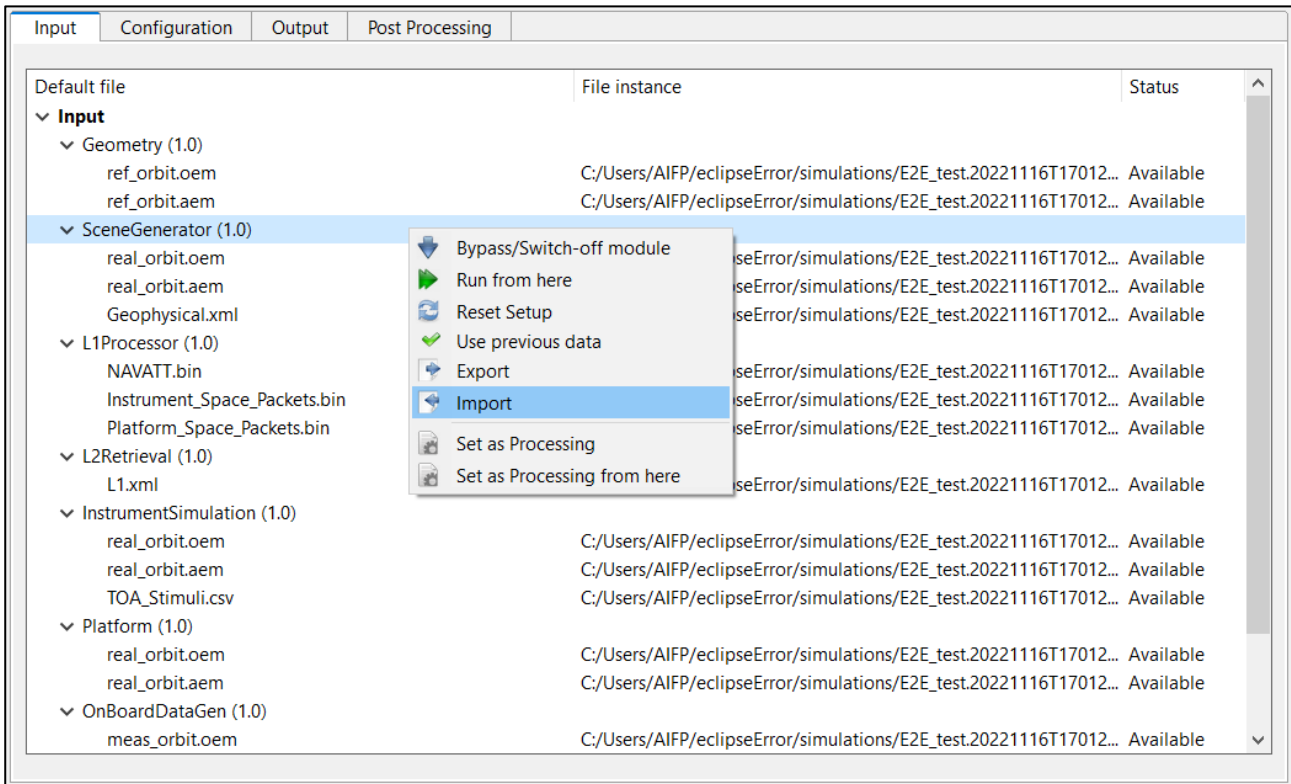 Input Configuration Output Post Processing
Default file File instance Status
Input
Geometry (1.0)
ref_orbit.oem C:/Users/AIFP/eclipseError/simulations/E2E_test.20221116T17012... Available
ref_orbit.aem C:/Users/AIFP/eclipseError/simulations/E2E_test.20221116T17012... Available
SceneGenerator (1.0)
real_orbit.oem seError/simulations/E2E_test.20221116T17012... Available
real_orbit.aem seError/simulations/E2E_test.20221116T17012... Available
Geophysical.xml seError/simulations/E2E_test.20221116T17012... Available
L1Processor (1.0)
NAVATT.bin seError/simulations/E2E_test.20221116T17012... Available
Instrument_Space_Packets.bin seError/simulations/E2E_test.20221116T17012... Available
Platform_Space_Packets.bin seError/simulations/E2E_test.20221116T17012... Available
L2Retrieval (1.0)
L1.xml seError/simulations/E2E_test.20221116T17012... Available
InstrumentSimulation (1.0)
real_orbit.oem C:/Users/AIFP/eclipseError/simulations/E2E_test.20221116T17012... Available
real_orbit.aem C:/Users/AIFP/eclipseError/simulations/E2E_test.20221116T17012... Available
TOA_Stimuli.csv C:/Users/AIFP/eclipseError/simulations/E2E_test.20221116T17012... Available
Platform (1.0)
real_orbit.oem C:/Users/AIFP/eclipseError/simulations/E2E_test.20221116T17012... Available
real_orbit.aem C:/Users/AIFP/eclipseError/simulations/E2E_test.20221116T17012... Available
OnBoardDataGen (1.0)
meas_orbit.oem C:/Users/AIFP/eclipseError/simulations/E2E_test.20221116T17012... Available
Bypass/Switch-off module
Run from here
Reset Setup
Use previous data
Export
Import
Set as Processing
Set as Processing from here